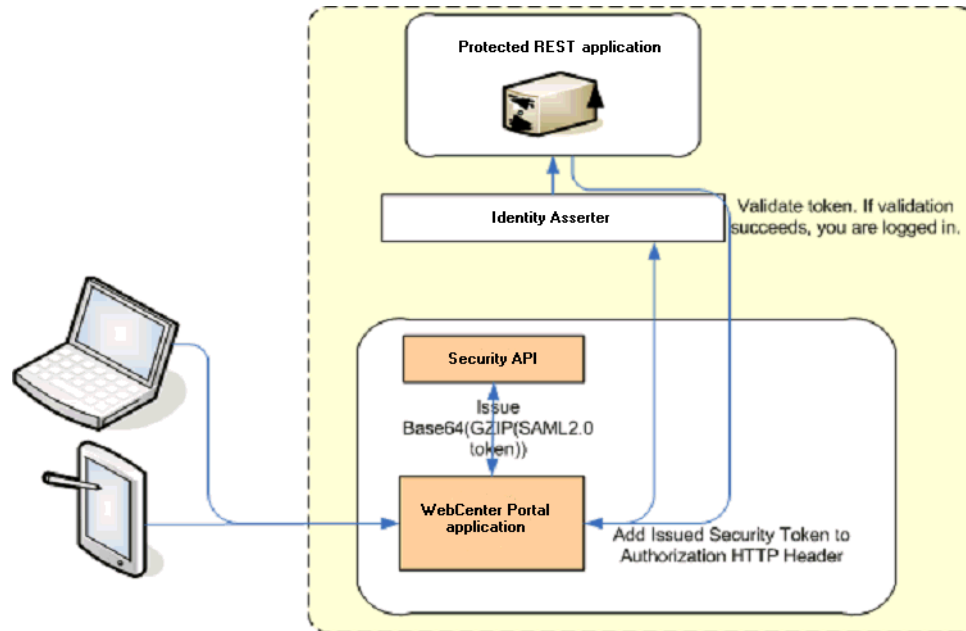 Protected REST application
Identity Asserter
Validate token. If validation
succeeds, you are logged in.
Security API
Issue
Base64(GZIP(SAML2.0
token))
WebCenter Portal
application
Add Issued Security Token to
Authorization HTTP Header